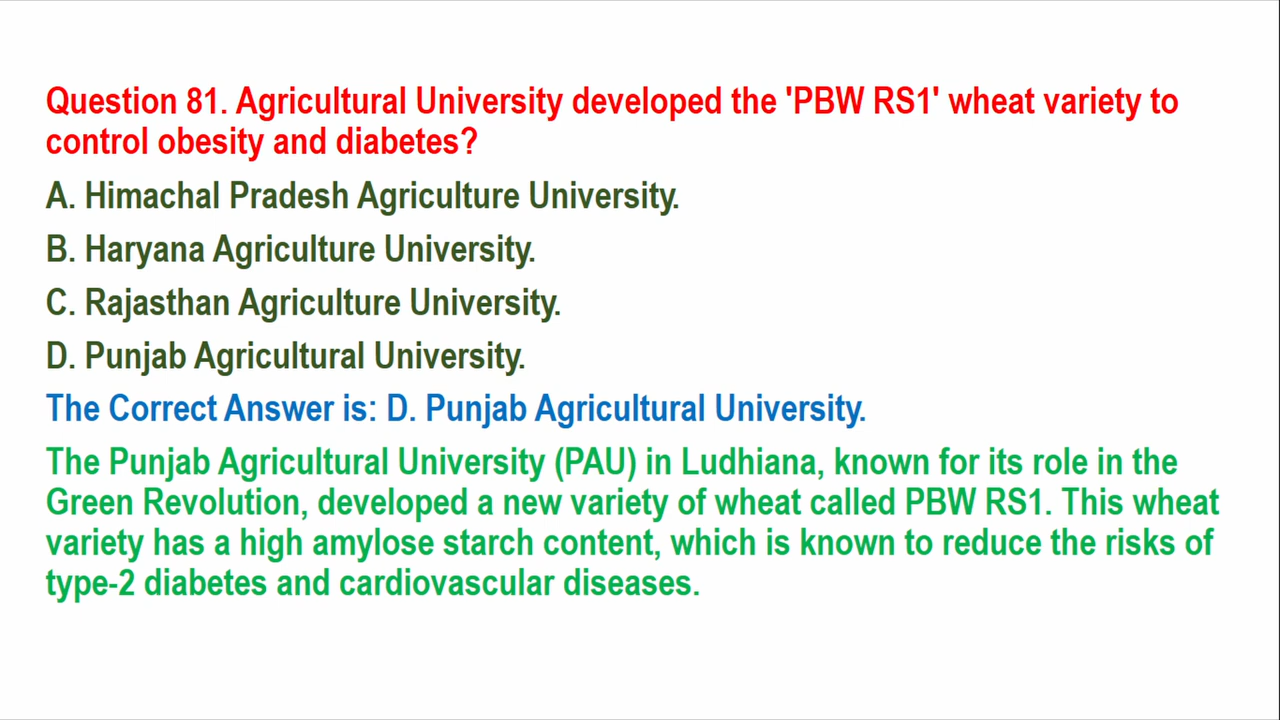 Question 81. Agricultural University developed the 'PBW RS1' wheat variety to
control obesity and diabetes?
A. Himachal Pradesh Agriculture University.
B. Haryana Agriculture University.
C. Rajasthan Agriculture University.
D. Punjab Agricultural University.
The Correct Answer is: D. Punjab Agricultural University.
The Punjab Agricultural University (PAU) in Ludhiana, known for its role in the
Green Revolution, developed a new variety of wheat called PBW RS1. This wheat
variety has a high amylose starch content, which is known to reduce the risks of
type-2 diabetes and cardiovascular diseases.